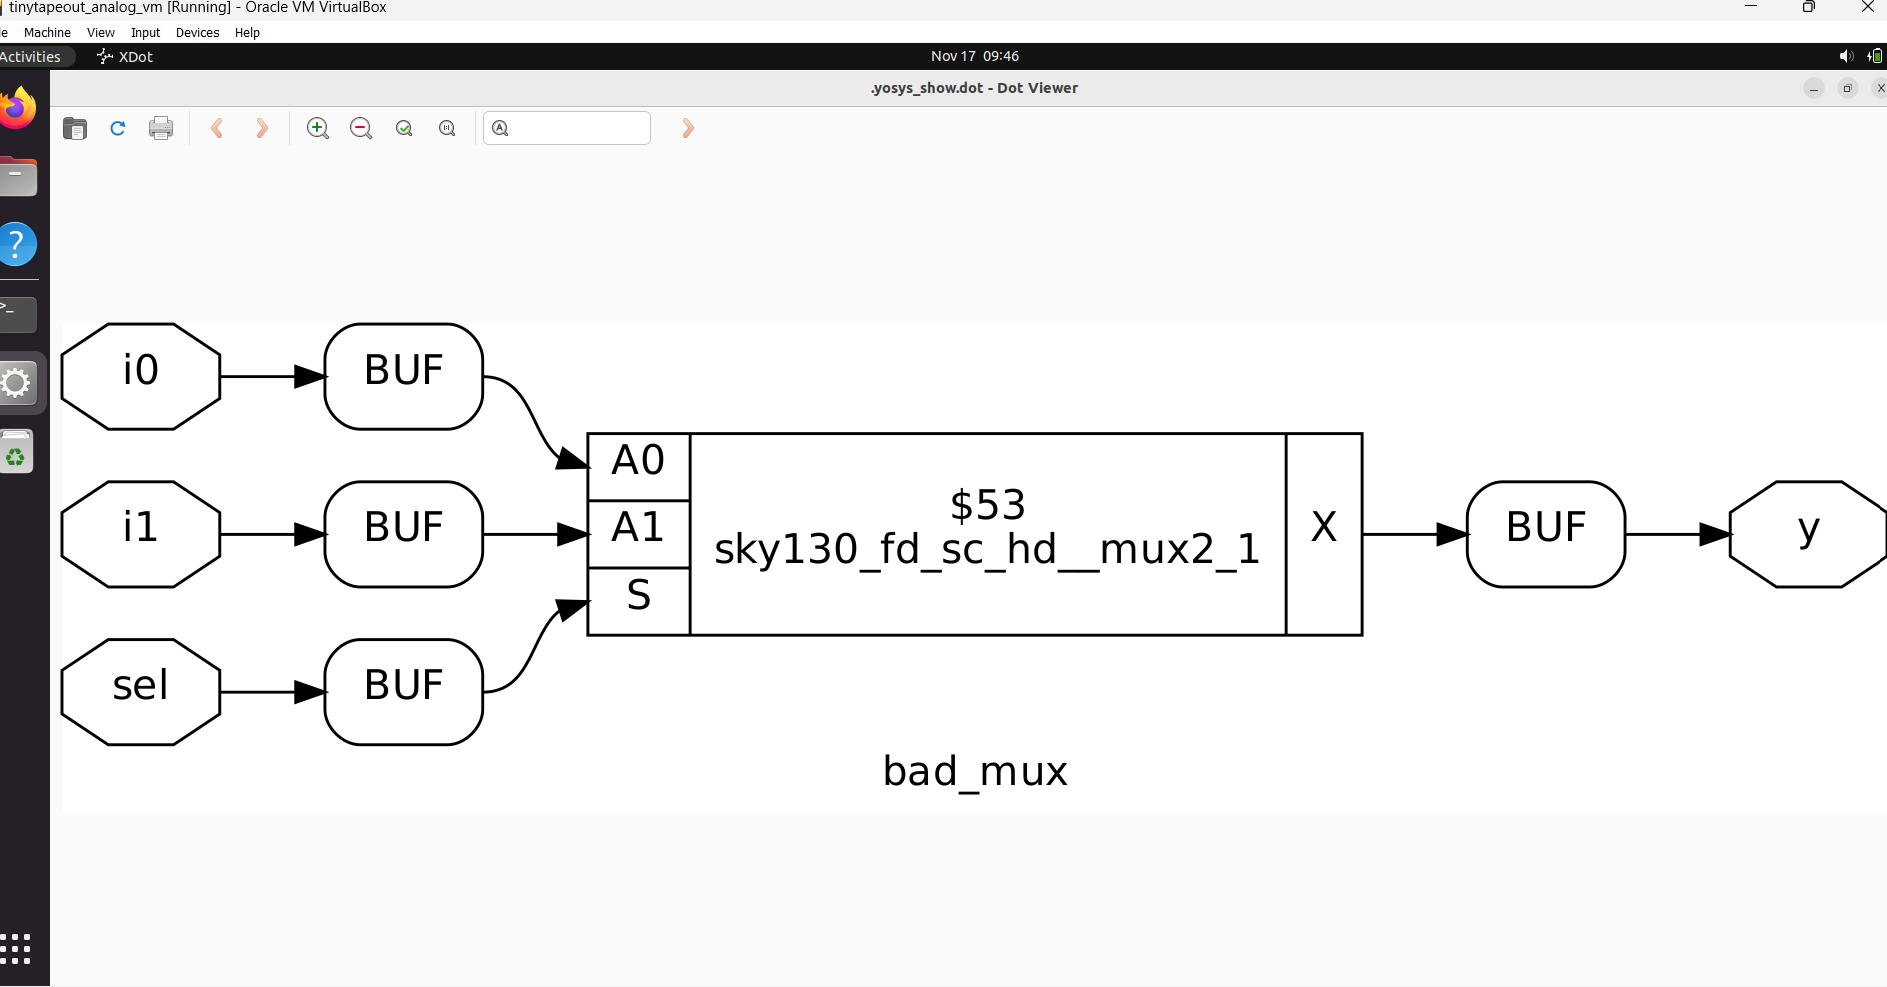 tinytapeout_analog_vm [Running] - Oracle VM VirtualBox
Machine View Input Devices Help
Activities XDot Nov 17 09:46
.yosys_show.dot - Dot Viewer
i0 BUF
i1 BUF
sel BUF
A0
A1
S
$53
sky130_fd_sc_hd__mux2_1
X
BUF
y
bad_mux